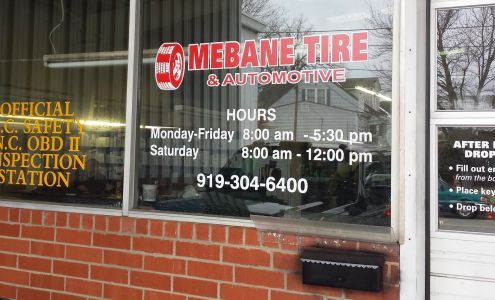 OFFICIAL
N.C. SAFETY
N.C. OBD II
INSPECTION
STATION
MEBANE TIRE
& AUTOMOTIVE
HOURS
Monday-Friday 8:00 am - 5:30 pm
Saturday 8:00 am - 12:00 pm
919-304-6400
AFTER
DROP
• Fill out
from the
• Place key
• Drop